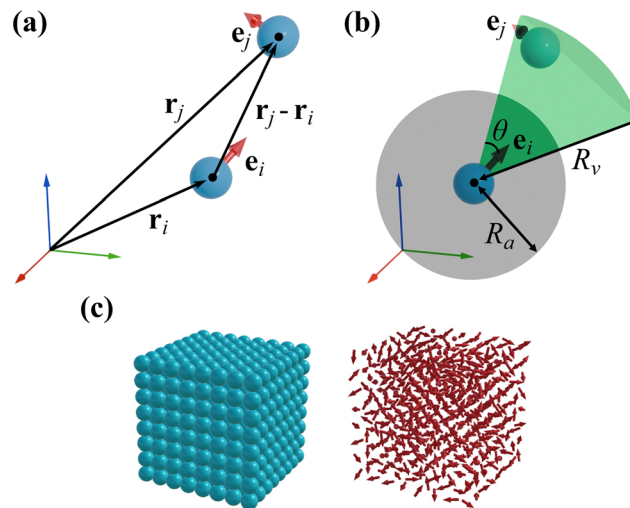 (a)
e_j
r_j
r_j - r_i
e_i
r_i
(b)
e_j
θ
e_i
R_v
R_a
(c)